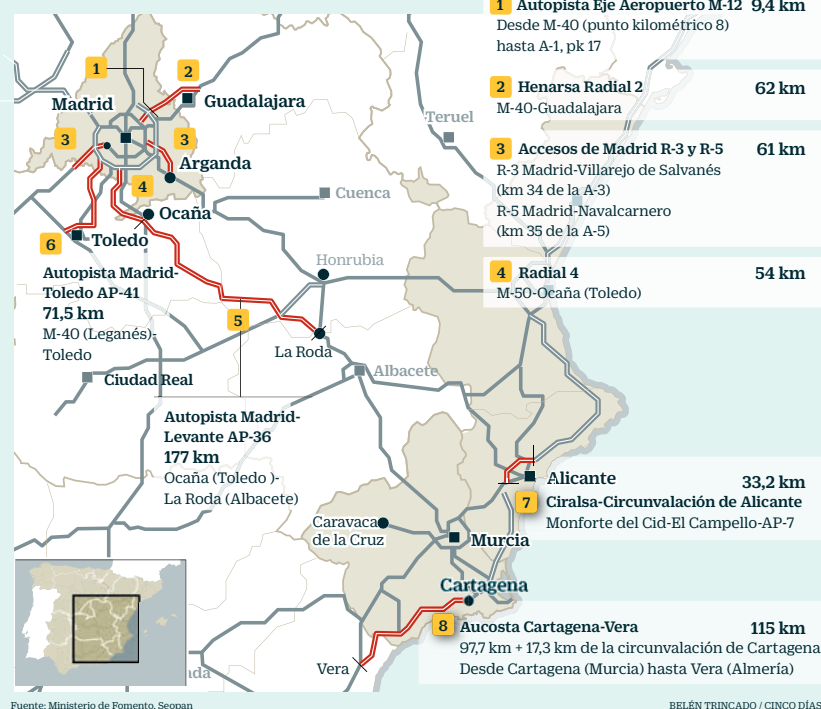 1 Autopista Eje Aeropuerto M-12 9,4 km
Desde M-40 (punto kilométrico 8)
hasta A-1, pk 17
2 Henarsa Radial 2 62 km
M-40-Guadalajara
3 Accesos de Madrid R-3 y R-5 61 km
R-3 Madrid-Villarejo de Salvanés
(km 34 de la A-3)
R-5 Madrid-Navalcarnero
(km 35 de la A-5)
4 Radial 4 54 km
M-50-Ocaña (Toledo)
1
2
Madrid
Guadalajara
Teruel
3
3
Arganda
4
Cuenca
Ocaña
6
Toledo
Honrubia
Autopista Madrid-
Toledo AP-41
71,5 km
M-40 (Leganés)-
Toledo
5
La Roda
Ciudad Real
Albacete
Autopista Madrid-
Levante AP-36
177 km
Ocaña (Toledo )-
La Roda (Albacete)
Alicante 33,2 km
7 Ciralsa-Circunvalación de Alicante
Monforte del Cid-El Campello-AP-7
Caravaca
de la Cruz
Murcia
Cartagena
8 Aucosta Cartagena-Vera 115 km
97,7 km + 17,3 km de la circunvalación de Cartagena
Desde Cartagena (Murcia) hasta Vera (Almería)
Vera
Fuente: Ministerio de Fomento, Seopan
BELÉN TRINCADO / CINCO DÍAS